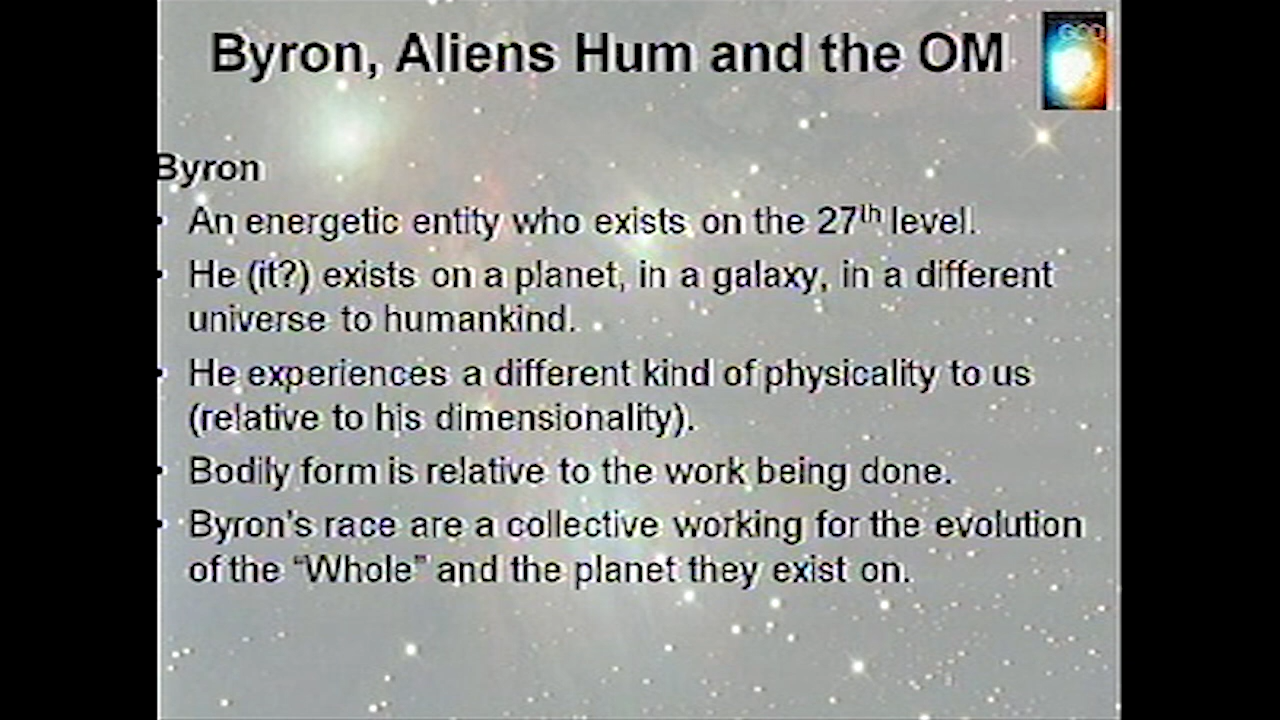 Byron, Aliens Hum and the OM
GOD
Byron
• An energetic entity who exists on the 27th level.
• He (it?) exists on a planet, in a galaxy, in a different
universe to humankind.
• He experiences a different kind of physicality to us
(relative to his dimensionality).
• Bodily form is relative to the work being done.
• Byron's race are a collective working for the evolution
of the “Whole” and the planet they exist on.